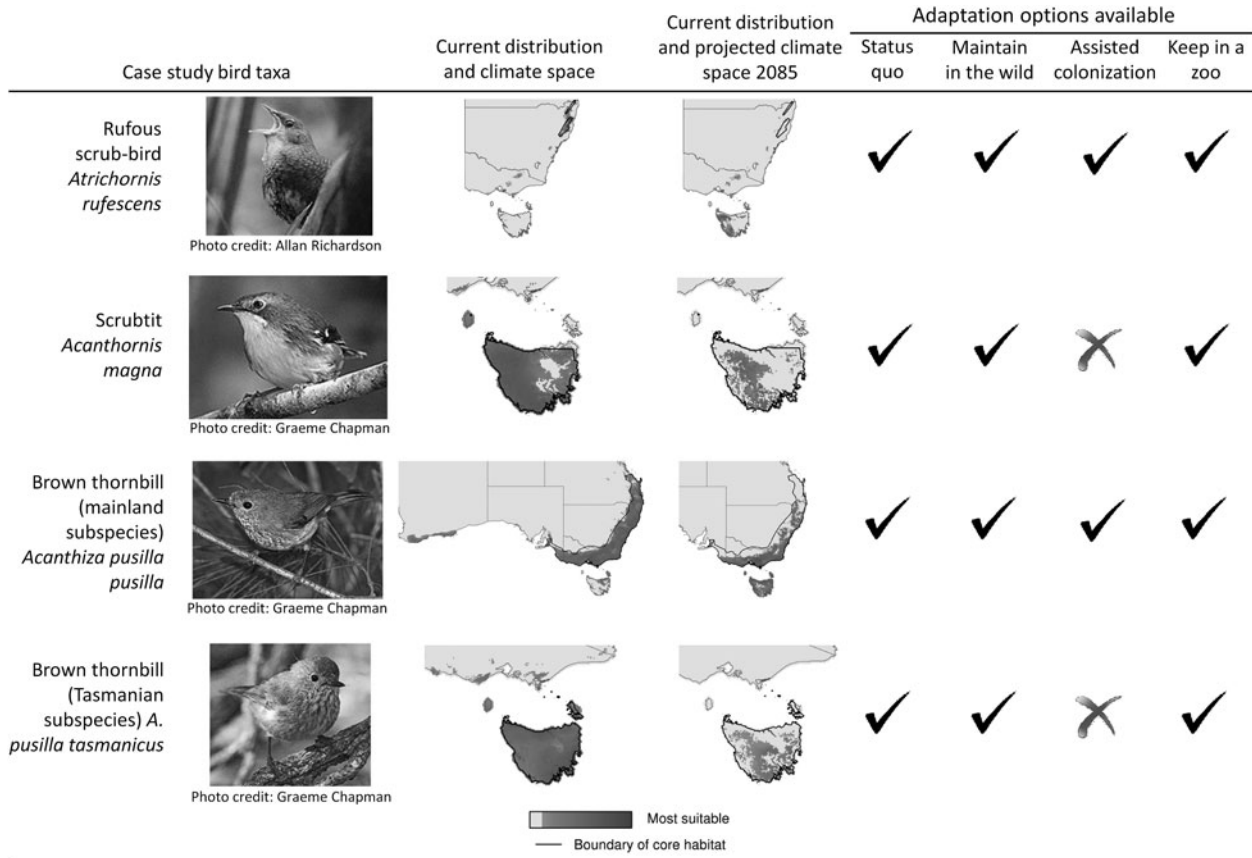 Case study bird taxa
Current distribution
and climate space
Current distribution
and projected climate
space 2085
Adaptation options available
Status
quo
Maintain
in the wild
Assisted
colonization
Keep in a
zoo
Rufous
scrub-bird
Atrichornis
rufescens
Photo credit: Allan Richardson
Scrubtit
Acanthornis
magna
Photo credit: Graeme Chapman
Brown thornbill
(mainland
subspecies)
Acanthiza pusilla
pusilla
Photo credit: Graeme Chapman
Brown thornbill
(Tasmanian
subspecies) A.
pusilla tasmanicus
Photo credit: Graeme Chapman
Most suitable
Boundary of core habitat